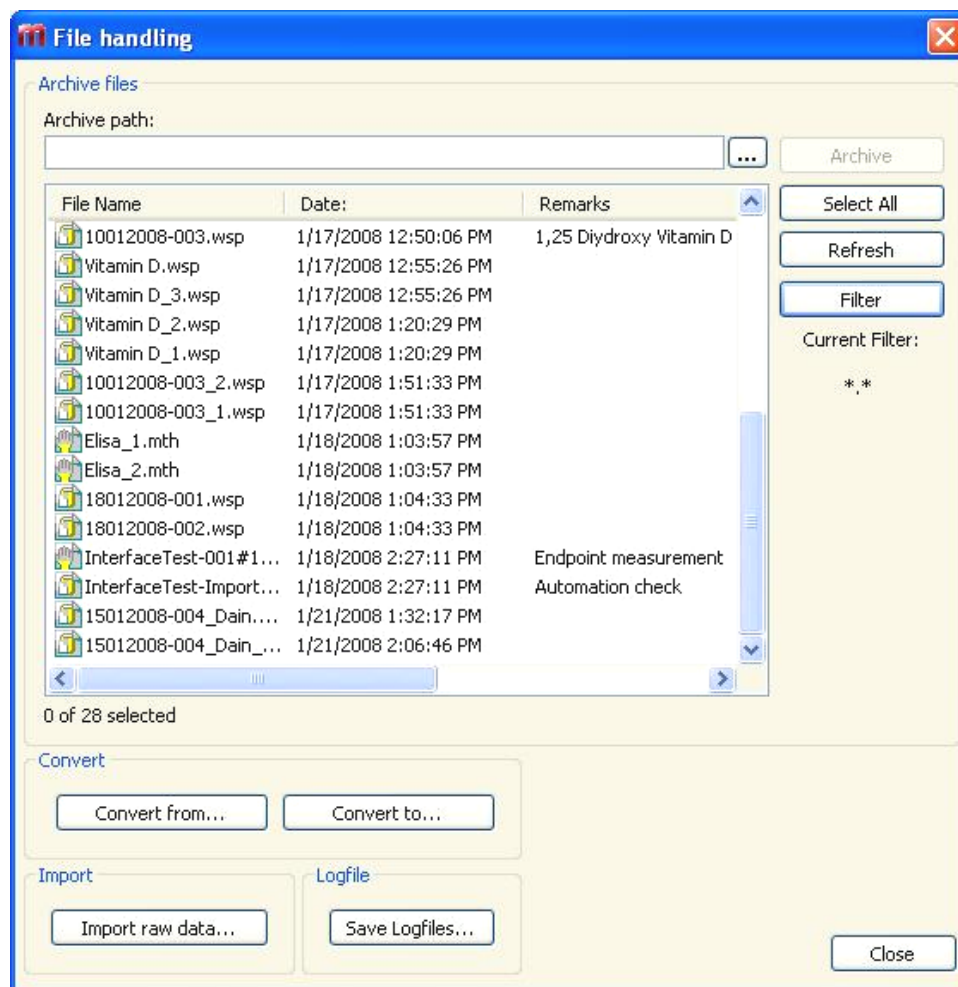 File handling
Archive files
Archive path:
...
Archive
File Name Date: Remarks
Select All
10012008-003.wsp 1/17/2008 12:50:06 PM 1,25 Diydroxy Vitamin D
Refresh
Vitamin D.wsp 1/17/2008 12:55:26 PM
Vitamin D_3.wsp 1/17/2008 12:55:26 PM
Filter
Vitamin D_2.wsp 1/17/2008 1:20:29 PM
Current Filter:
Vitamin D_1.wsp 1/17/2008 1:20:29 PM
10012008-003_2.wsp 1/17/2008 1:51:33 PM
*.*
10012008-003_1.wsp 1/17/2008 1:51:33 PM
Elisa_1.mth 1/18/2008 1:03:57 PM
Elisa_2.mth 1/18/2008 1:03:57 PM
18012008-001.wsp 1/18/2008 1:04:33 PM
18012008-002.wsp 1/18/2008 1:04:33 PM
InterfaceTest-001#1... 1/18/2008 2:27:11 PM Endpoint measurement
InterfaceTest-Import... 1/18/2008 2:27:11 PM Automation check
15012008-004_Dain.... 1/21/2008 1:32:17 PM
15012008-004_Dain_... 1/21/2008 2:06:46 PM
0 of 28 selected
Convert
Convert from... Convert to...
Import Logfile
Import raw data... Save Logfiles...
Close